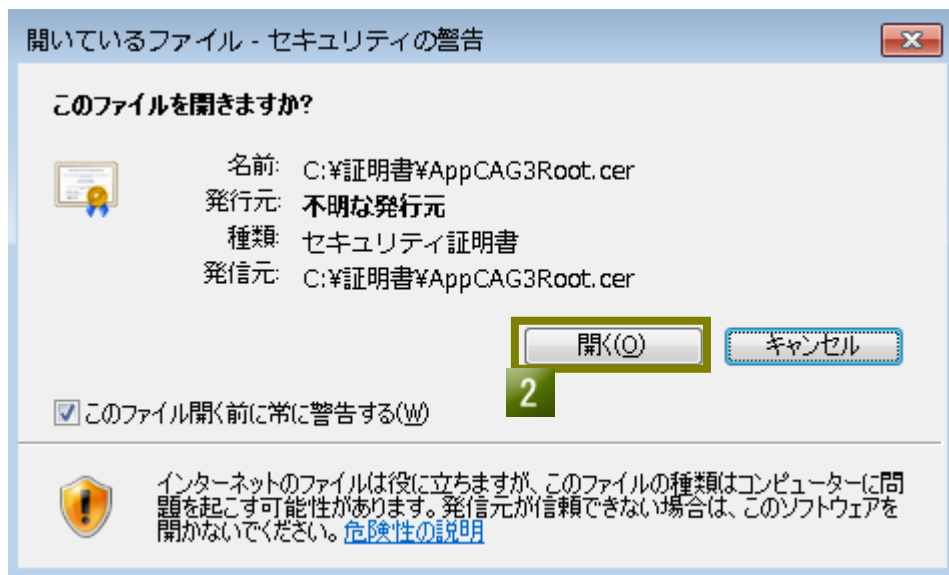 開いているファイル - セキュリティの警告
このファイルを開きますか?
名前: C:¥証明書¥AppCAG3Root.cer
発行元: 不明な発行元
種類: セキュリティ証明書
発信元: C:¥証明書¥AppCAG3Root.cer
開く(O) キャンセル
2
このファイル開く前に常に警告する(W)
インターネットのファイルは役に立ちますが、このファイルの種類はコンピューターに問
題を起こす可能性があります。発信元が信頼できない場合は、このソフトウェアを
開かないでください。危険性の説明